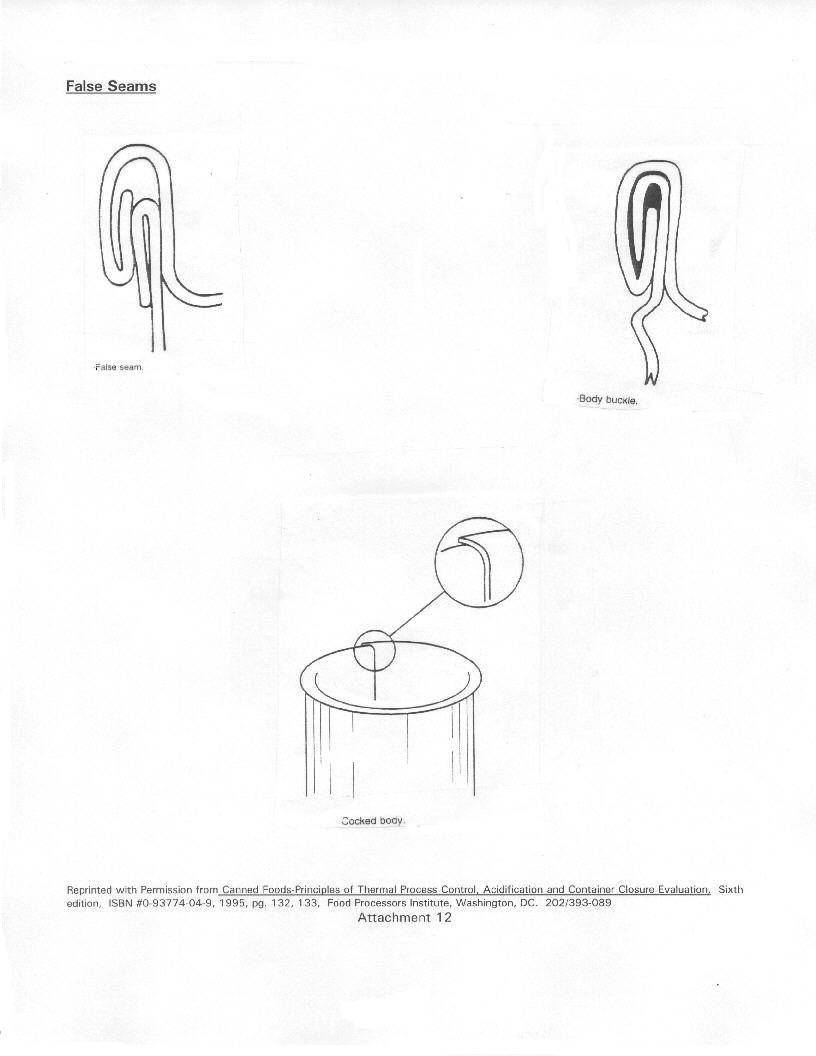 False Seams
False seam.
Body buckle.
Cocked body.
Reprinted with Permission from Canned Foods-Principles of Thermal Process Control, Acidification and Container Closure Evaluation, Sixth
edition, ISBN #0-93774-04-9, 1995, pg. 132, 133, Food Processors Institute, Washington, DC. 202/393-089
Attachment 12